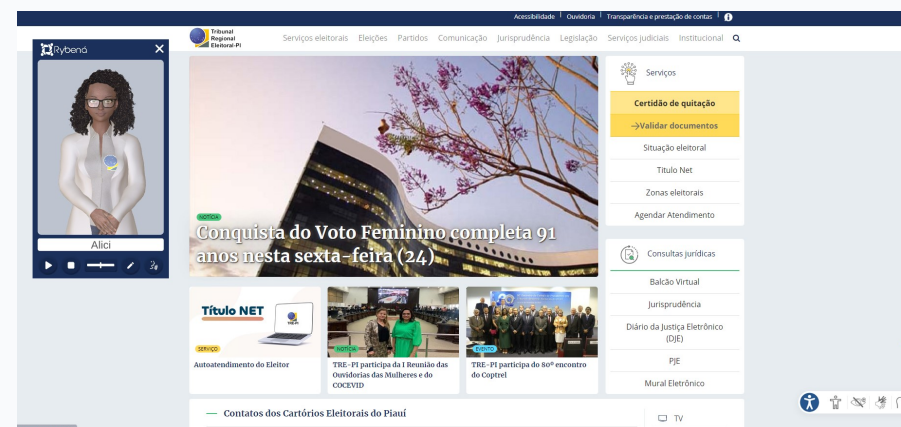 Acessibilidade
Ouvidoria
Transparência e prestação de contas
Tribunal
Regional
Eleitoral-PI
Serviços eleitorais
Eleições
Partidos
Comunicação
Jurisprudência
Legislação
Serviços judiciais
Institucional
Rybená
Alici
NOTÍCIA
Conquista do Voto Feminino completa 91
anos nesta sexta-feira (24)
Título NET
TRE-PI
SERVIÇO
Autoatendimento do Eleitor
NOTÍCIA
TRE-PI participa da I Reunião das
Ouvidorias das Mulheres e do
COCEVID
EVENTO
TRE-PI participa do 80º encontro
do Coptrel
Serviços
Certidão de quitação
→Validar documentos
Situação eleitoral
Título Net
Zonas eleitorais
Agendar Atendimento
Consultas jurídicas
Balcão Virtual
Jurisprudência
Diário da Justiça Eletrônico
(DJE)
PJE
Mural Eletrônico
Contatos dos Cartórios Eleitorais do Piauí
TV